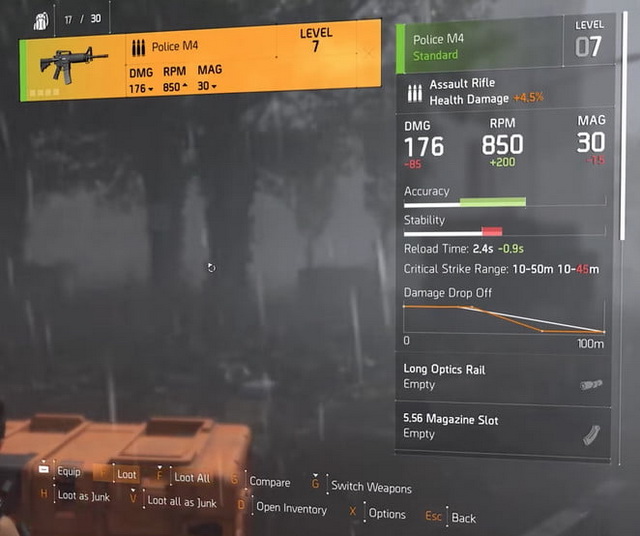 17 / 30
Police M4
LEVEL
7
DMG RPM MAG
176 850 30
Police M4
Standard
LEVEL
07
Assault Rifle
Health Damage +4.5%
DMG RPM MAG
176 850 30
-85 +200 -15
Accuracy
Stability
Reload Time: 2.4s -0.9s
Critical Strike Range: 10-50m 10-45m
Damage Drop Off
0 100m
Long Optics Rail
Empty
5.56 Magazine Slot
Empty
Equip F Loot F Loot All G Compare G Switch Weapons
H Loot as Junk V Loot all as Junk O Open Inventory X Options Esc Back